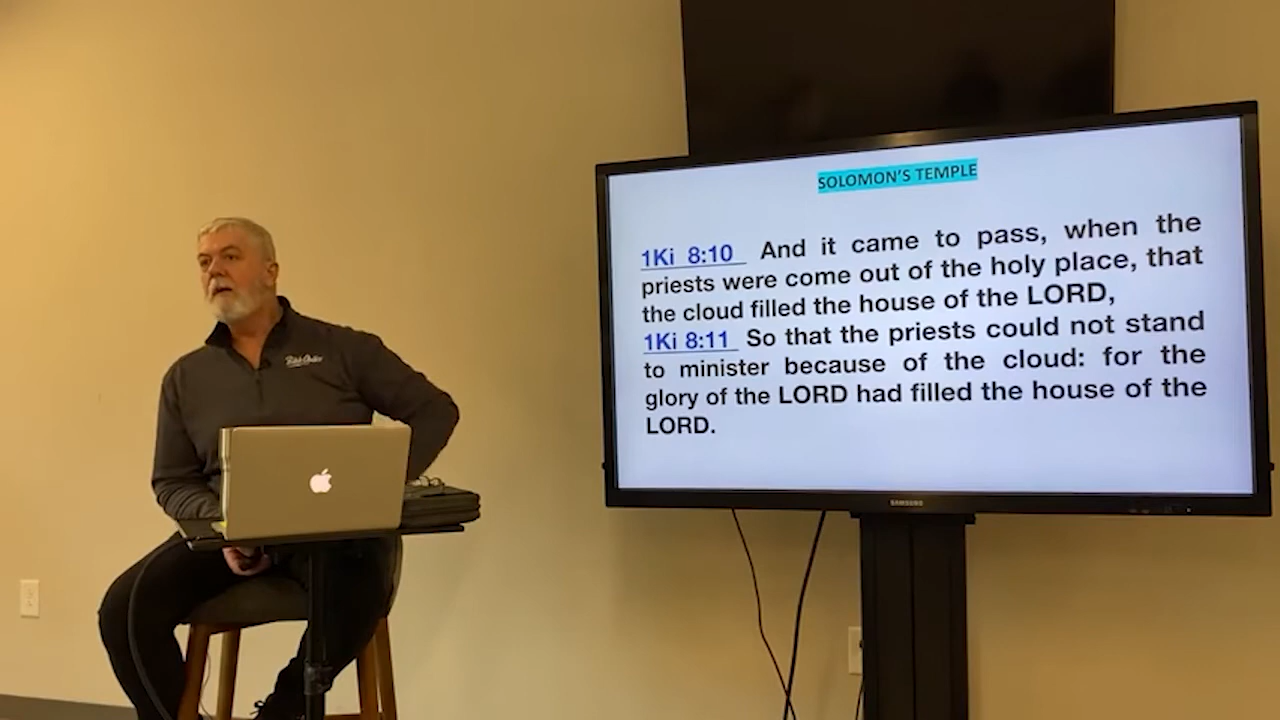 SOLOMON'S TEMPLE
1Ki 8:10 And it came to pass, when the
priests were come out of the holy place, that
the cloud filled the house of the LORD,
1Ki 8:11 So that the priests could not stand
to minister because of the cloud: for the
glory of the LORD had filled the house of the
LORD.
SAMSUNG